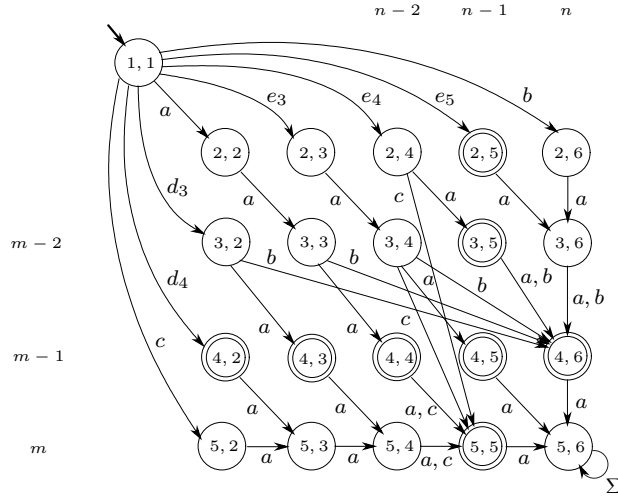 n − 2 n − 1 n
1, 1
e₃ e₄ e₅ b
a
2, 2 2, 3 2, 4 2, 5 2, 6
d₃ a a c a a a
m − 2 3, 2 3, 3 3, 4 3, 5 3, 6
b b a b a, b a, b
d₄ a a c
m − 1 4, 2 4, 3 4, 4 4, 5 4, 6
c a a a, c a a
m 5, 2 5, 3 5, 4 5, 5 5, 6
a a a, c a
Σ